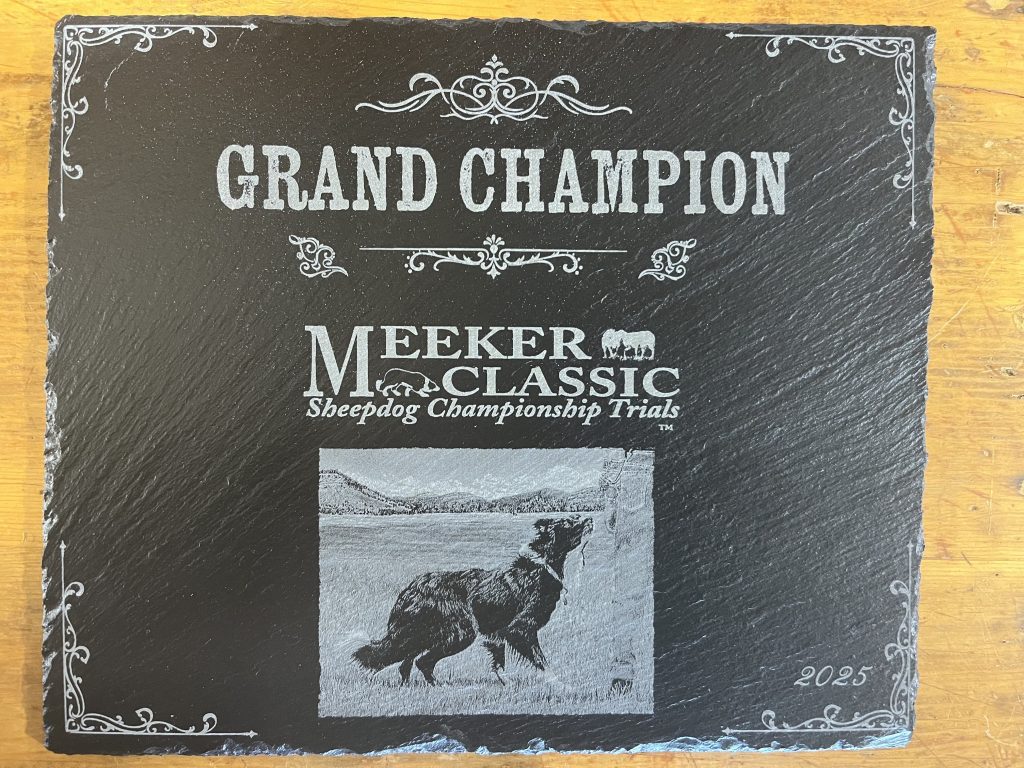 GRAND CHAMPION
MEEKER
CLASSIC
Sheepdog Championship Trials
TM
2025